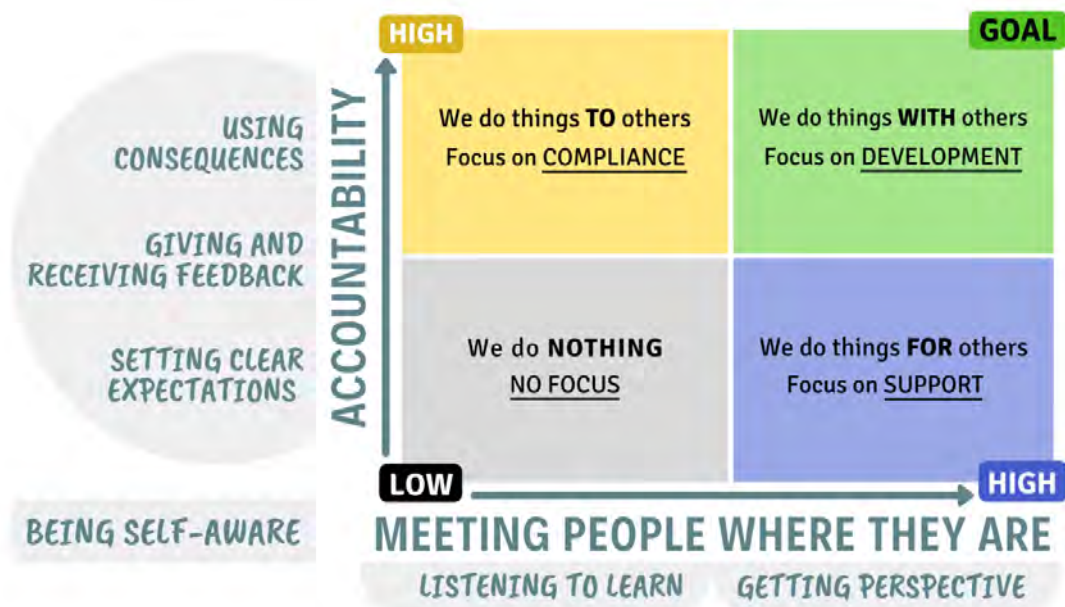 HIGH
GOAL
USING
CONSEQUENCES
GIVING AND
RECEIVING FEEDBACK
SETTING CLEAR
EXPECTATIONS
BEING SELF-AWARE
ACCOUNTABILITY
We do things TO others
Focus on COMPLIANCE
We do things WITH others
Focus on DEVELOPMENT
We do NOTHING
NO FOCUS
We do things FOR others
Focus on SUPPORT
LOW
HIGH
MEETING PEOPLE WHERE THEY ARE
LISTENING TO LEARN
GETTING PERSPECTIVE